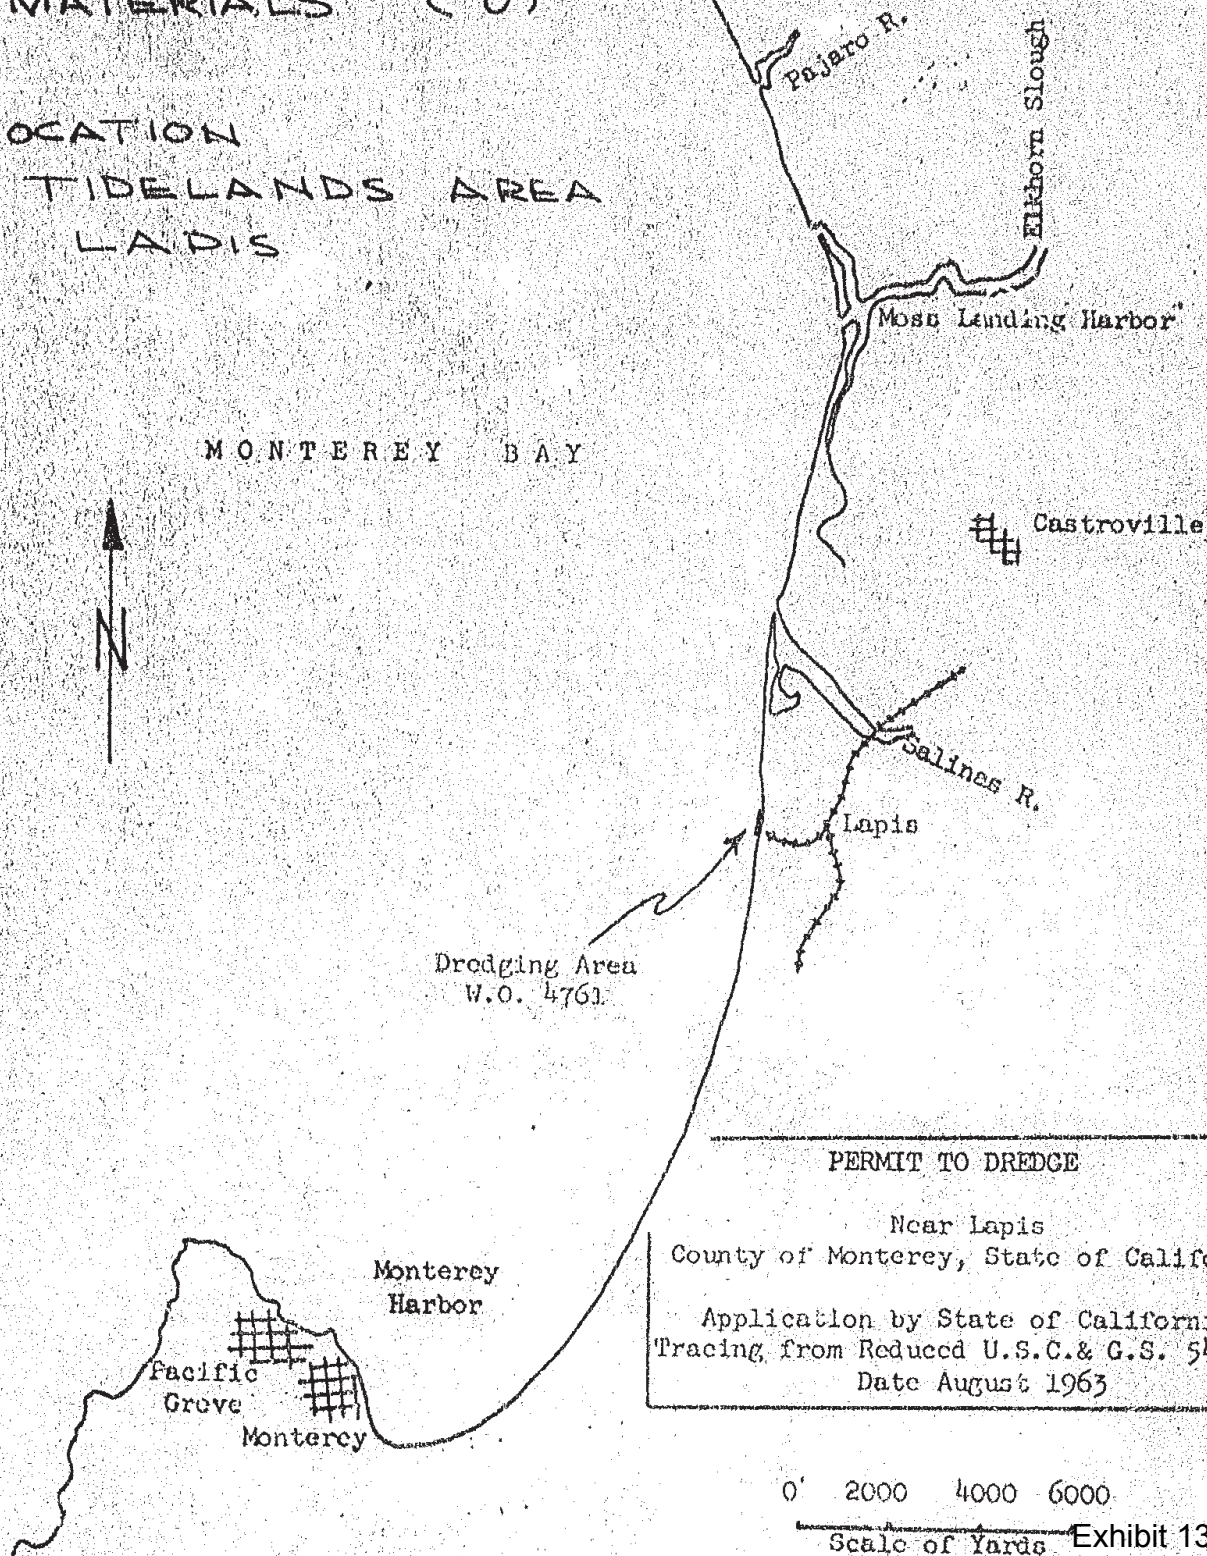 MATERIALS (U)
OCATION
TIDELANDS AREA
LAPIS
Pajaro R.
Elkhorn Slough
Moss Landing Harbor
MONTEREY BAY
Castroville
N
Salinas R.
Lapis
Dredging Area
W.O. 4761
PERMIT TO DREDGE
Near Lapis
County of Monterey, State of Califo
Application by State of Californi
Tracing from Reduced U.S.C.& G.S. 54
Date August 1963
Monterey
Harbor
Pacific
Grove
Monterey
0 2000 4000 6000
Scale of Yards
Exhibit 13